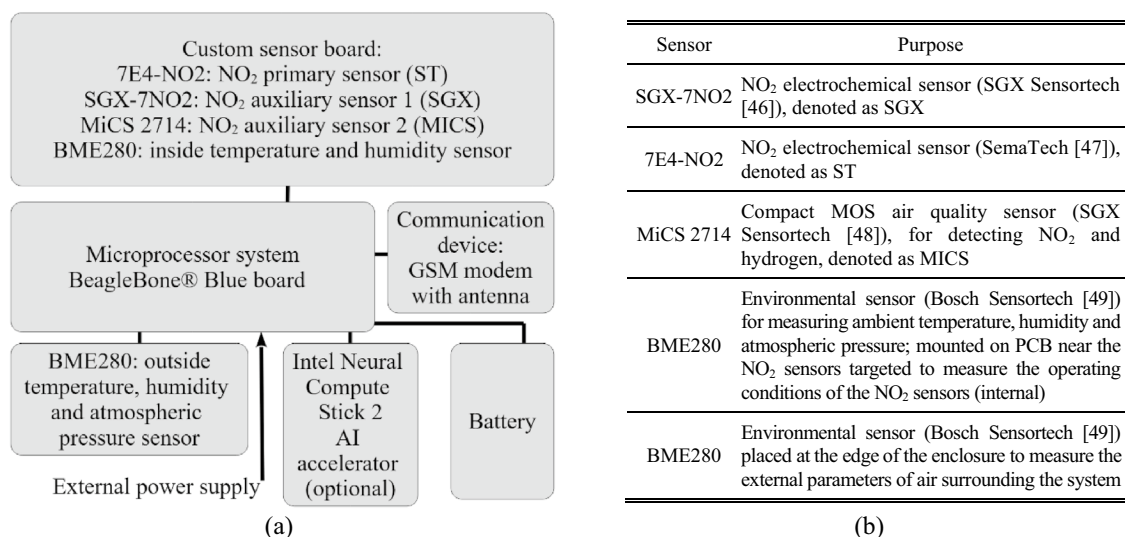 Custom sensor board:
7E4-NO2: NO₂ primary sensor (ST)
SGX-7NO2: NO₂ auxiliary sensor 1 (SGX)
MiCS 2714: NO₂ auxiliary sensor 2 (MICS)
BME280: inside temperature and humidity sensor
Microprocessor system
BeagleBone® Blue board
Communication
device:
GSM modem
with antenna
BME280: outside
temperature, humidity
and atmospheric
pressure sensor
External power supply
Intel Neural
Compute
Stick 2
AI
accelerator
(optional)
Battery
(a)
Sensor Purpose
SGX-7NO2 NO₂ electrochemical sensor (SGX Sensortech
[46]), denoted as SGX
7E4-NO2 NO₂ electrochemical sensor (SemaTech [47]),
denoted as ST
Compact MOS air quality sensor (SGX
MiCS 2714 Sensortech [48]), for detecting NO₂ and
hydrogen, denoted as MICS
Environmental sensor (Bosch Sensortech [49])
for measuring ambient temperature, humidity and
BME280 atmospheric pressure; mounted on PCB near the
NO₂ sensors targeted to measure the operating
conditions of the NO₂ sensors (internal)
Environmental sensor (Bosch Sensortech [49])
BME280 placed at the edge of the enclosure to measure the
external parameters of air surrounding the system
(b)